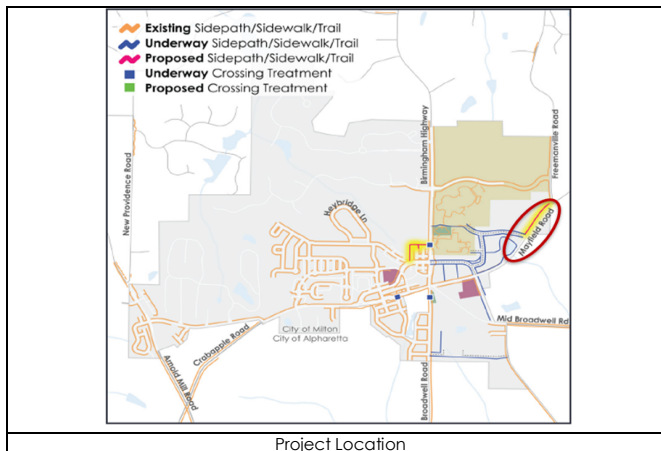 Existing Sidepath/Sidewalk/Trail
Underway Sidepath/Sidewalk/Trail
Proposed Sidepath/Sidewalk/Trail
Underway Crossing Treatment
Proposed Crossing Treatment
New Providence Road
Birmingham Highway
Freemanville Road
Heybridge ln
Mayfield Road
Mid Broadwell Rd
City of Milton
City of Alpharetta
Crabapple Road
Arnold Mill Road
Broadwell Road
Project Location